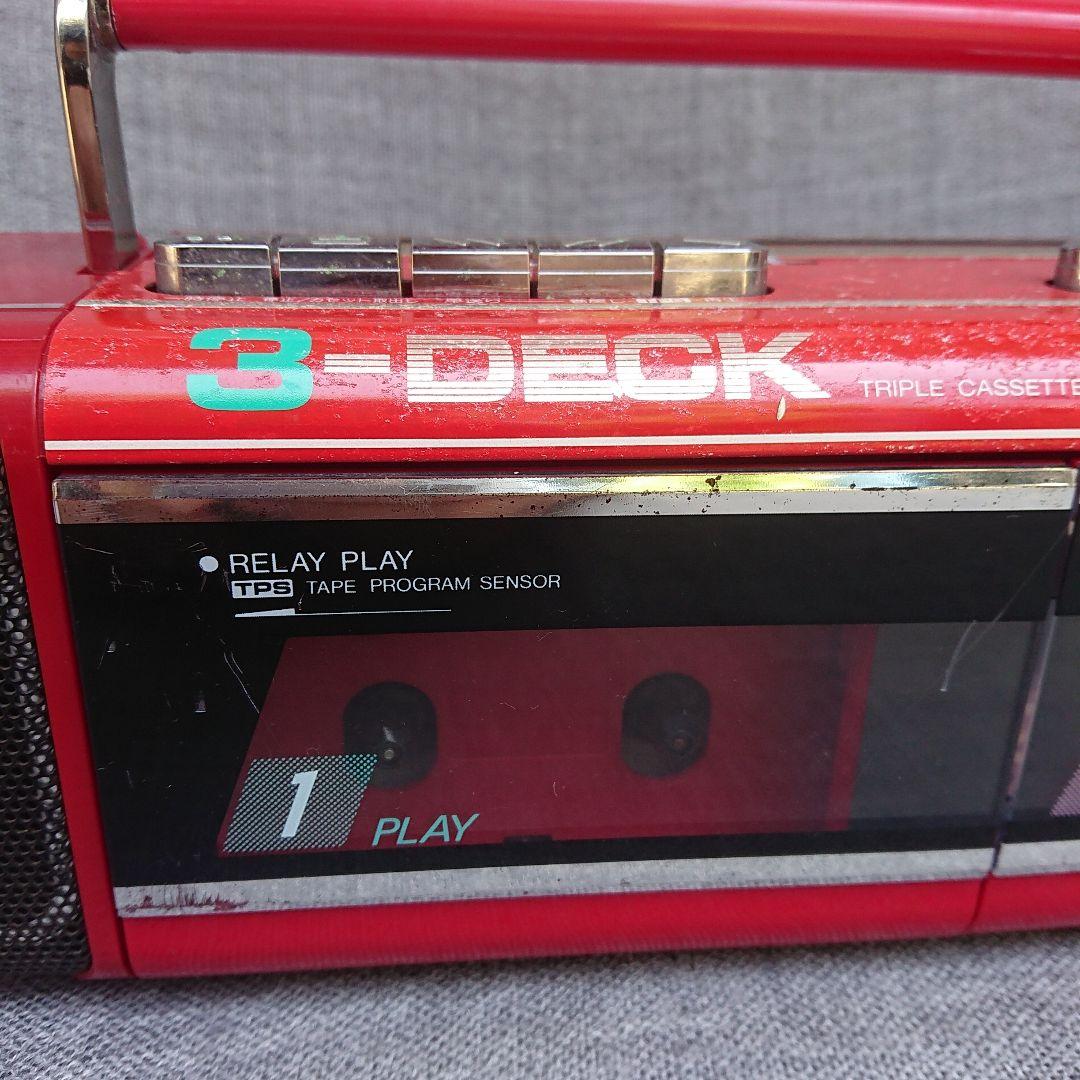 3-DECK
TRIPLE CASSETTE
RELAY PLAY
TPS TAPE PROGRAM SENSOR
1
PLAY